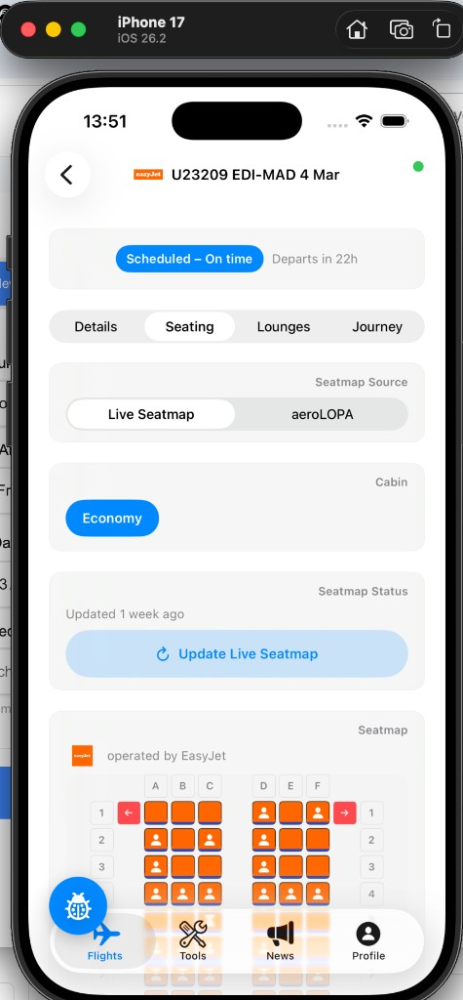 iPhone 17
iOS 26.2
13:51
easyJet U23209 EDI-MAD 4 Mar
Scheduled – On time Departs in 22h
Details Seating Lounges Journey
Seatmap Source
Live Seatmap aeroLOPA
Cabin
Economy
Seatmap Status
Updated 1 week ago
Update Live Seatmap
Seatmap
easyJet operated by EasyJet
A B C D E F
1 ← → 1
2 2
3 3
4
Flights Tools News Profile